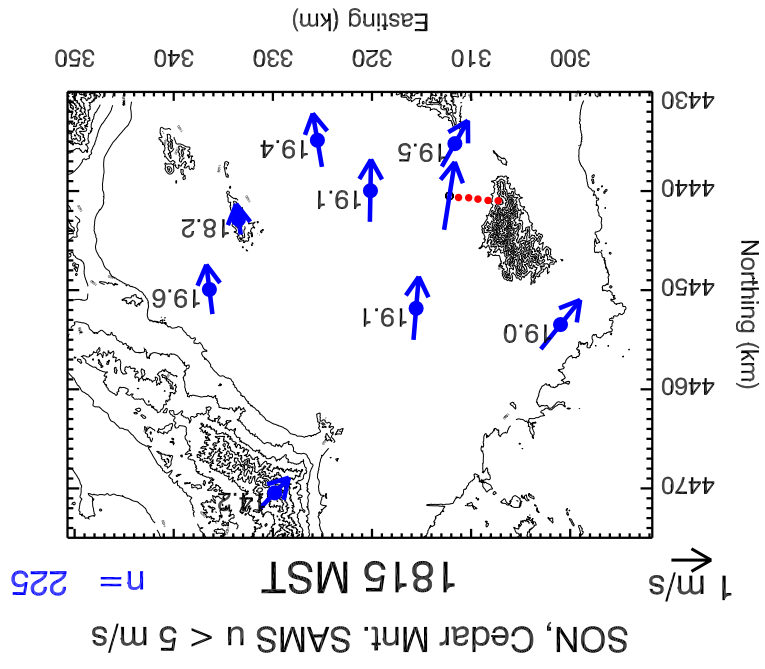 SON, Cedar Mnt. SAMS u < 5 m/s
1 m/s
1815 MST
n= 225
4470
14.2
4460
19.0
19.1
4450
19.6
18.2
4440
19.1
19.5
19.4
4430
300 310 320 330 340 350
Easting (km)
Northing (km)